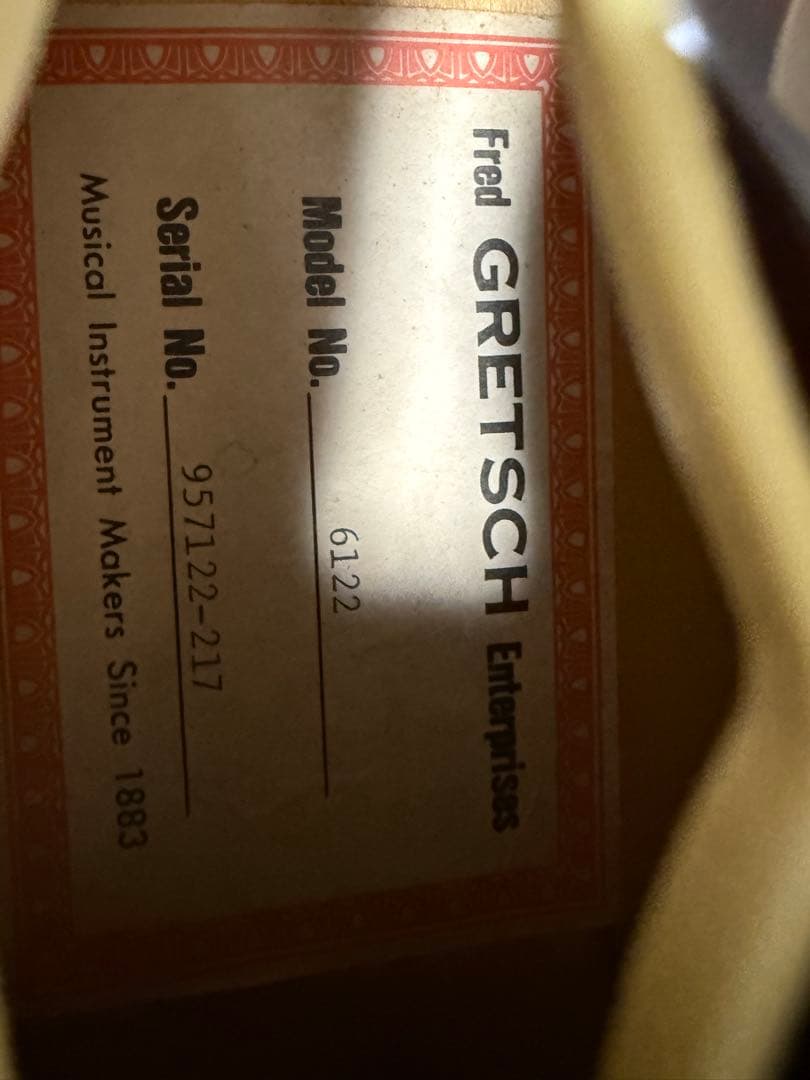 Fred GRETSCH Enterprises
Model No. 6122
Serial No. 957122-217
Musical Instrument Makers Since 1883